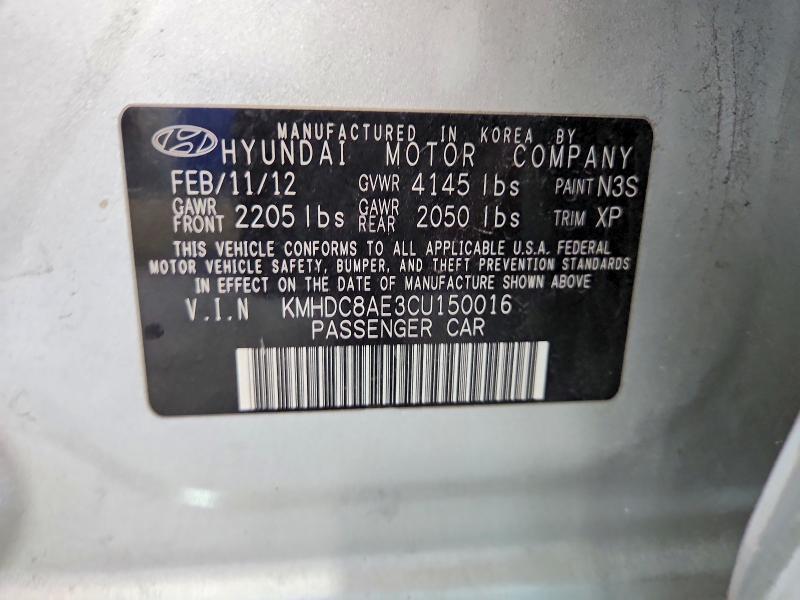 MANUFACTURED IN KOREA BY
HYUNDAI MOTOR COMPANY
FEB/11/12 GVWR 4145 lbs PAINT N3S
GAWR FRONT 2205 lbs GAWR REAR 2050 lbs TRIM XP
THIS VEHICLE CONFORMS TO ALL APPLICABLE U.S.A. FEDERAL
MOTOR VEHICLE SAFETY, BUMPER, AND THEFT PREVENTION STANDARDS
IN EFFECT ON THE DATE OF MANUFACTURE SHOWN ABOVE
V.I.N KMHDC8AE3CU150016
PASSENGER CAR